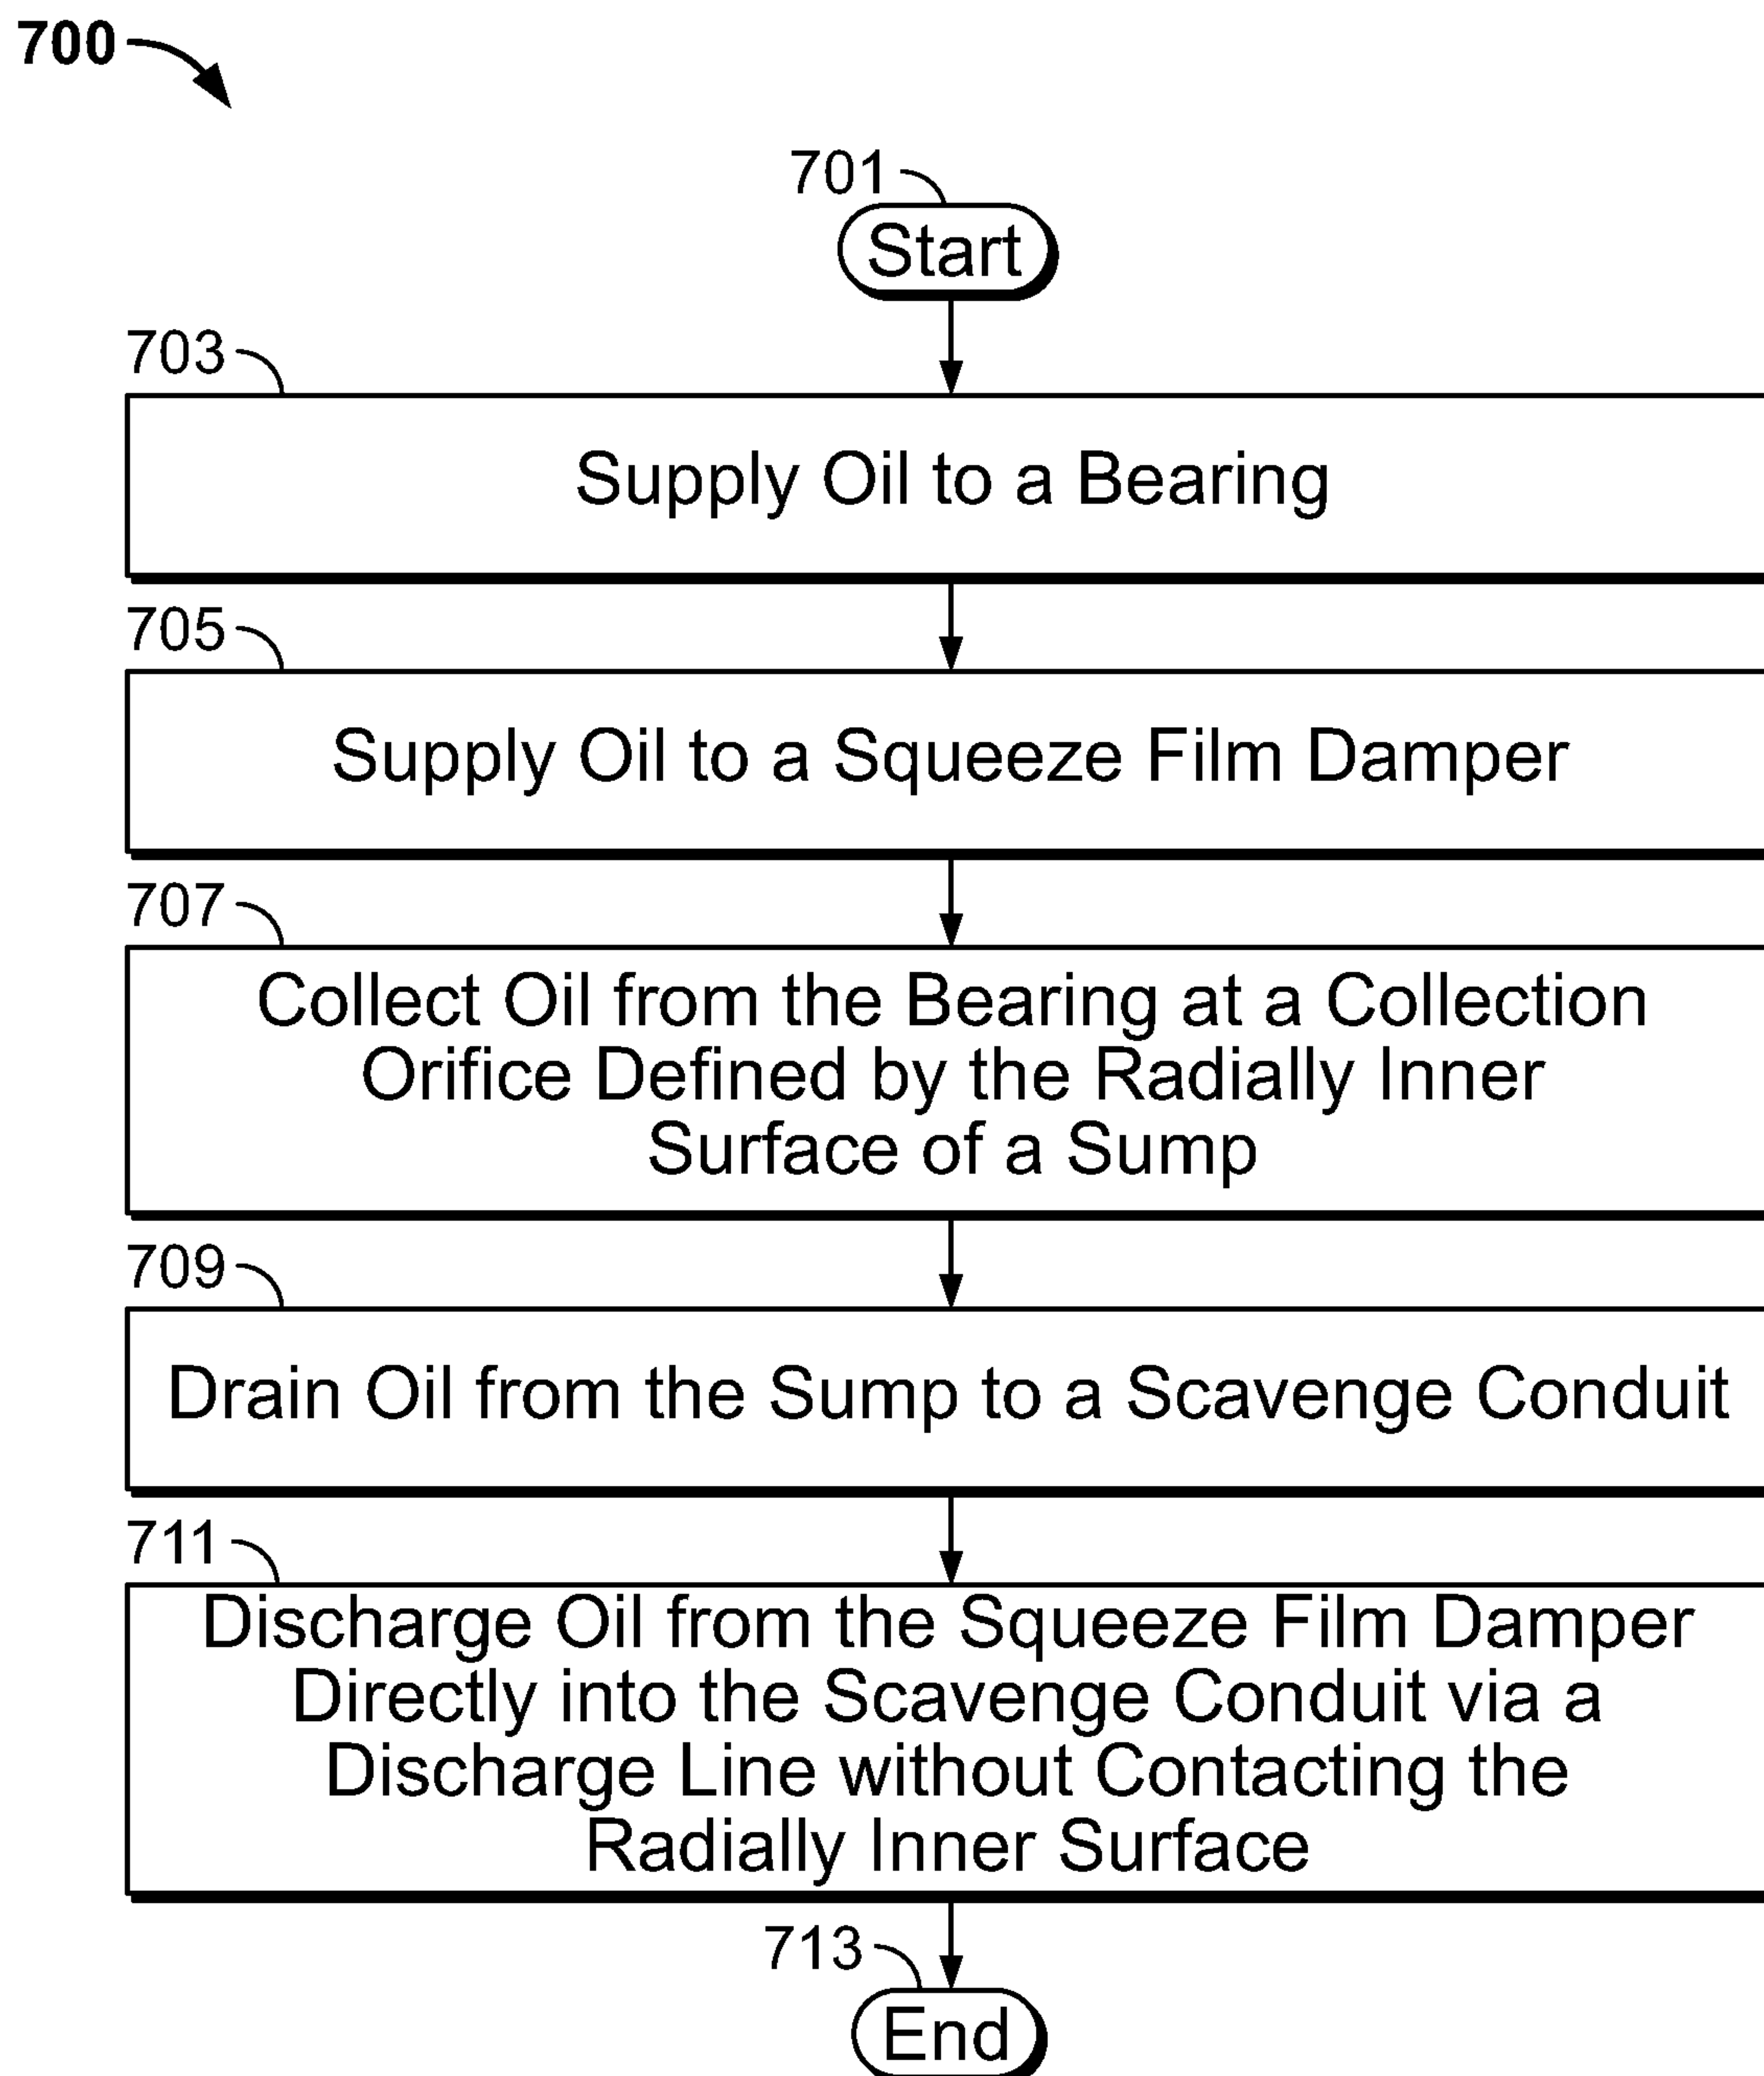 700
701
Start
703
Supply Oil to a Bearing
705
Supply Oil to a Squeeze Film Damper
707
Collect Oil from the Bearing at a Collection
Orifice Defined by the Radially Inner
Surface of a Sump
709
Drain Oil from the Sump to a Scavenge Conduit
711
Discharge Oil from the Squeeze Film Damper
Directly into the Scavenge Conduit via a
Discharge Line without Contacting the
Radially Inner Surface
713
End